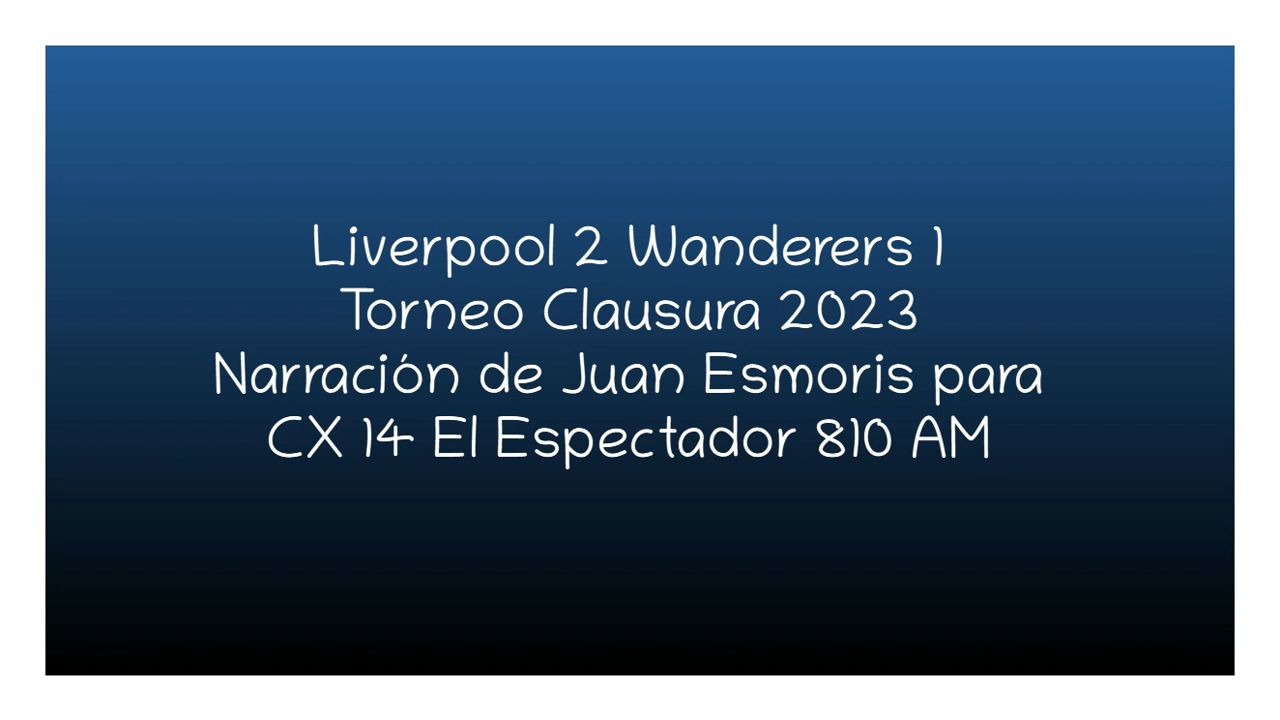 Liverpool 2 Wanderers 1
Torneo Clausura 2023
Narración de Juan Esmoris para
CX 14 El Espectador 810 AM